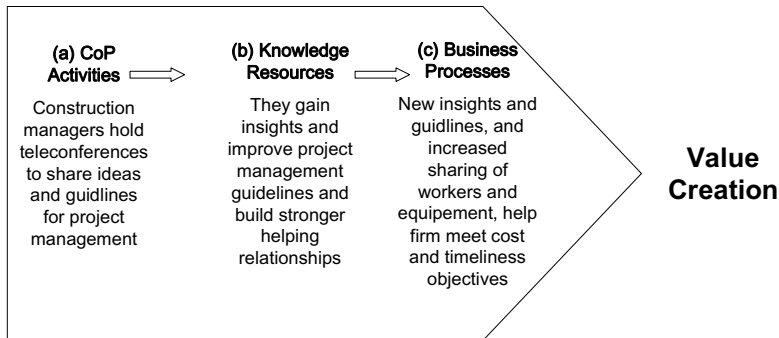 (a) CoP
Activities
Construction
managers hold
teleconferences
to share ideas
and guidlines
for project
management
(b) Knowledge
Resources
They gain
insights and
improve project
management
guidelines and
build stronger
helping
relationships
(c) Business
Processes
New insights and
guidlines, and
increased
sharing of
workers and
equipement, help
firm meet cost
and timeliness
objectives
Value
Creation